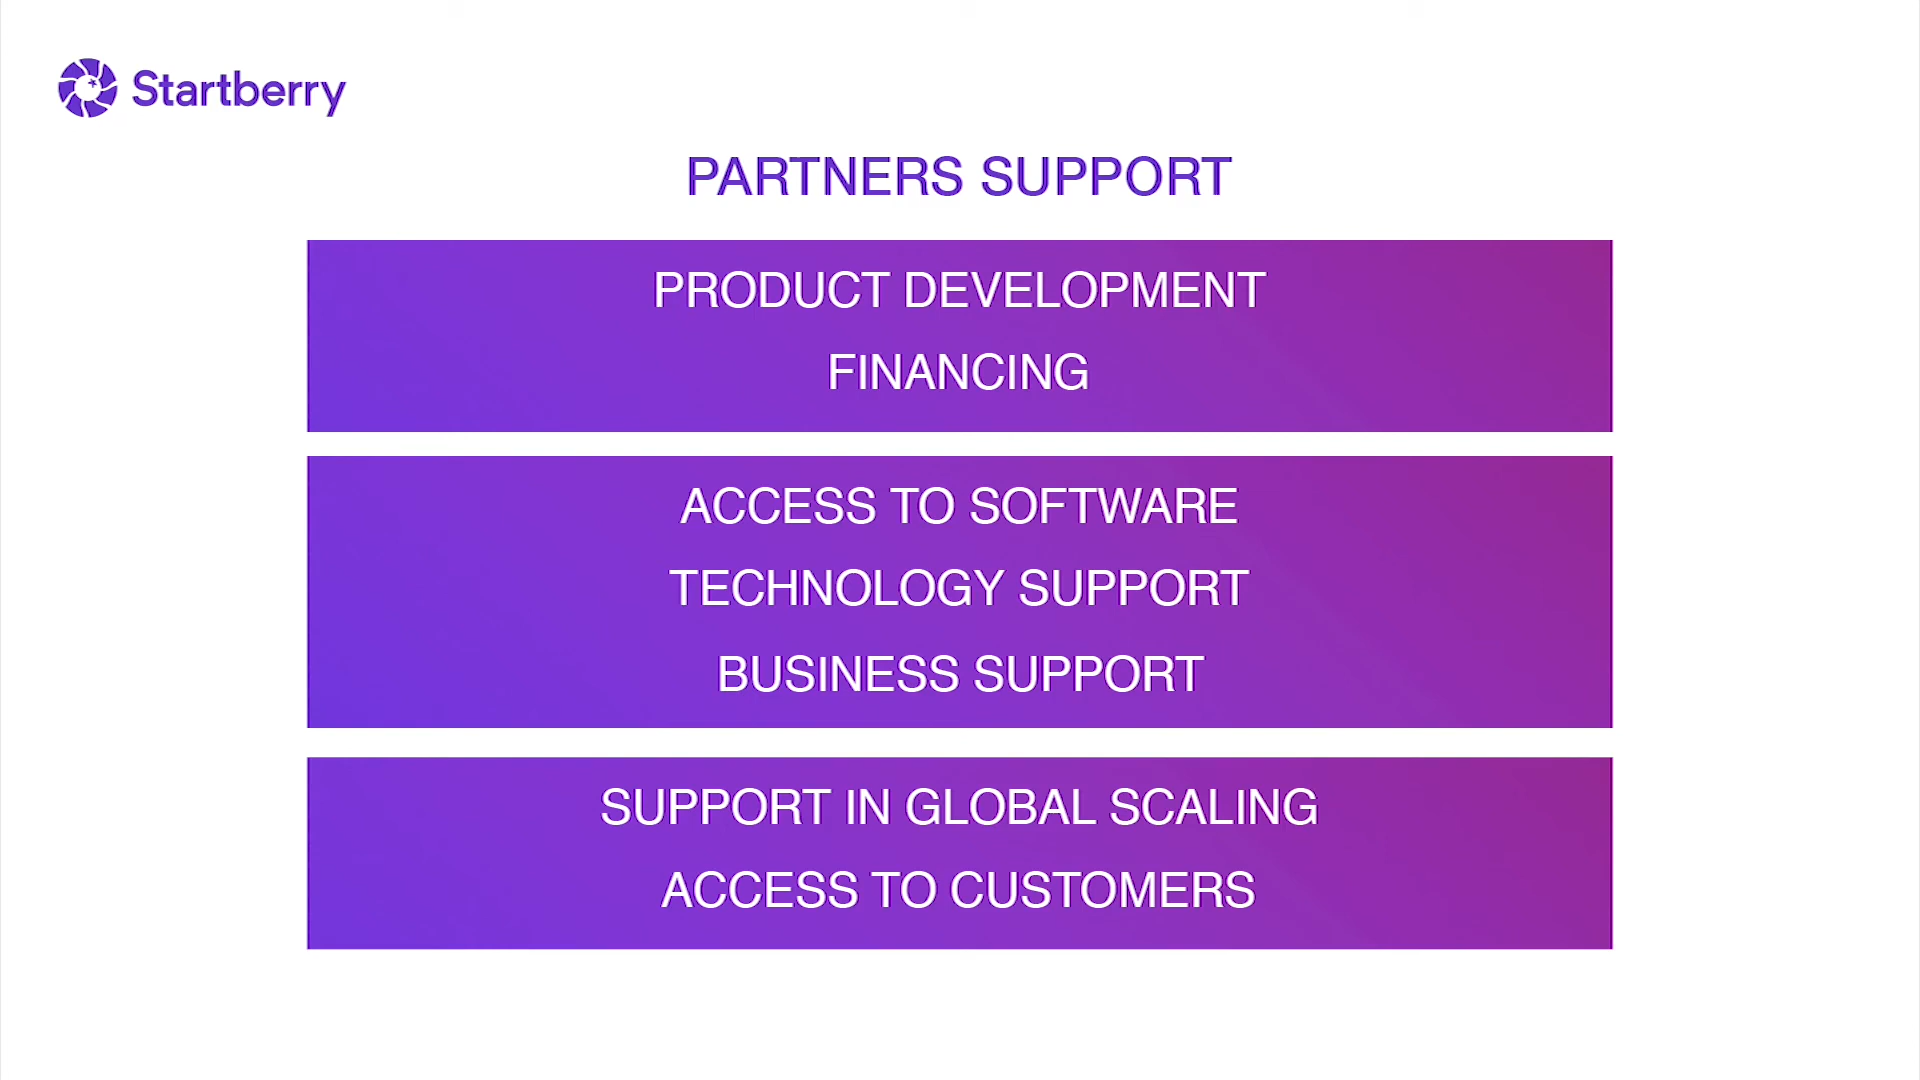 Startberry
PARTNERS SUPPORT
PRODUCT DEVELOPMENT
FINANCING
ACCESS TO SOFTWARE
TECHNOLOGY SUPPORT
BUSINESS SUPPORT
SUPPORT IN GLOBAL SCALING
ACCESS TO CUSTOMERS